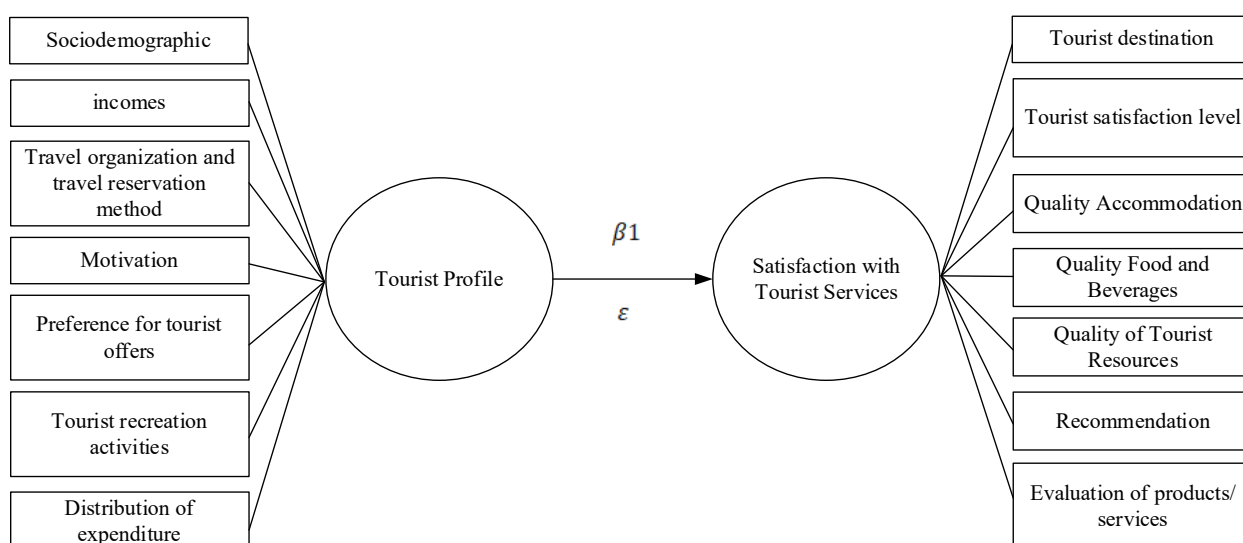 Sociodemographic
incomes
Travel organization and
travel reservation
method
Motivation
Preference for tourist
offers
Tourist recreation
activities
Distribution of
expenditure
Tourist Profile
β1
ε
Satisfaction with
Tourist Services
Tourist destination
Tourist satisfaction level
Quality Accommodation
Quality Food and
Beverages
Quality of Tourist
Resources
Recommendation
Evaluation of products/
services